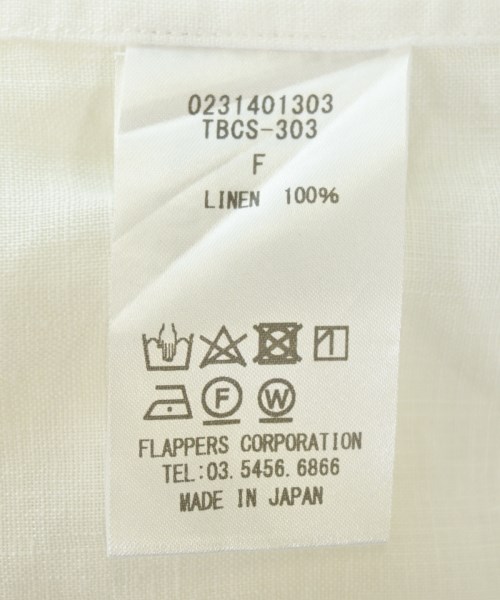 0231401303
TBCS-303
F
LINEN 100%
F W
FLAPPERS CORPORATION
TEL:03.5456.6866
MADE IN JAPAN